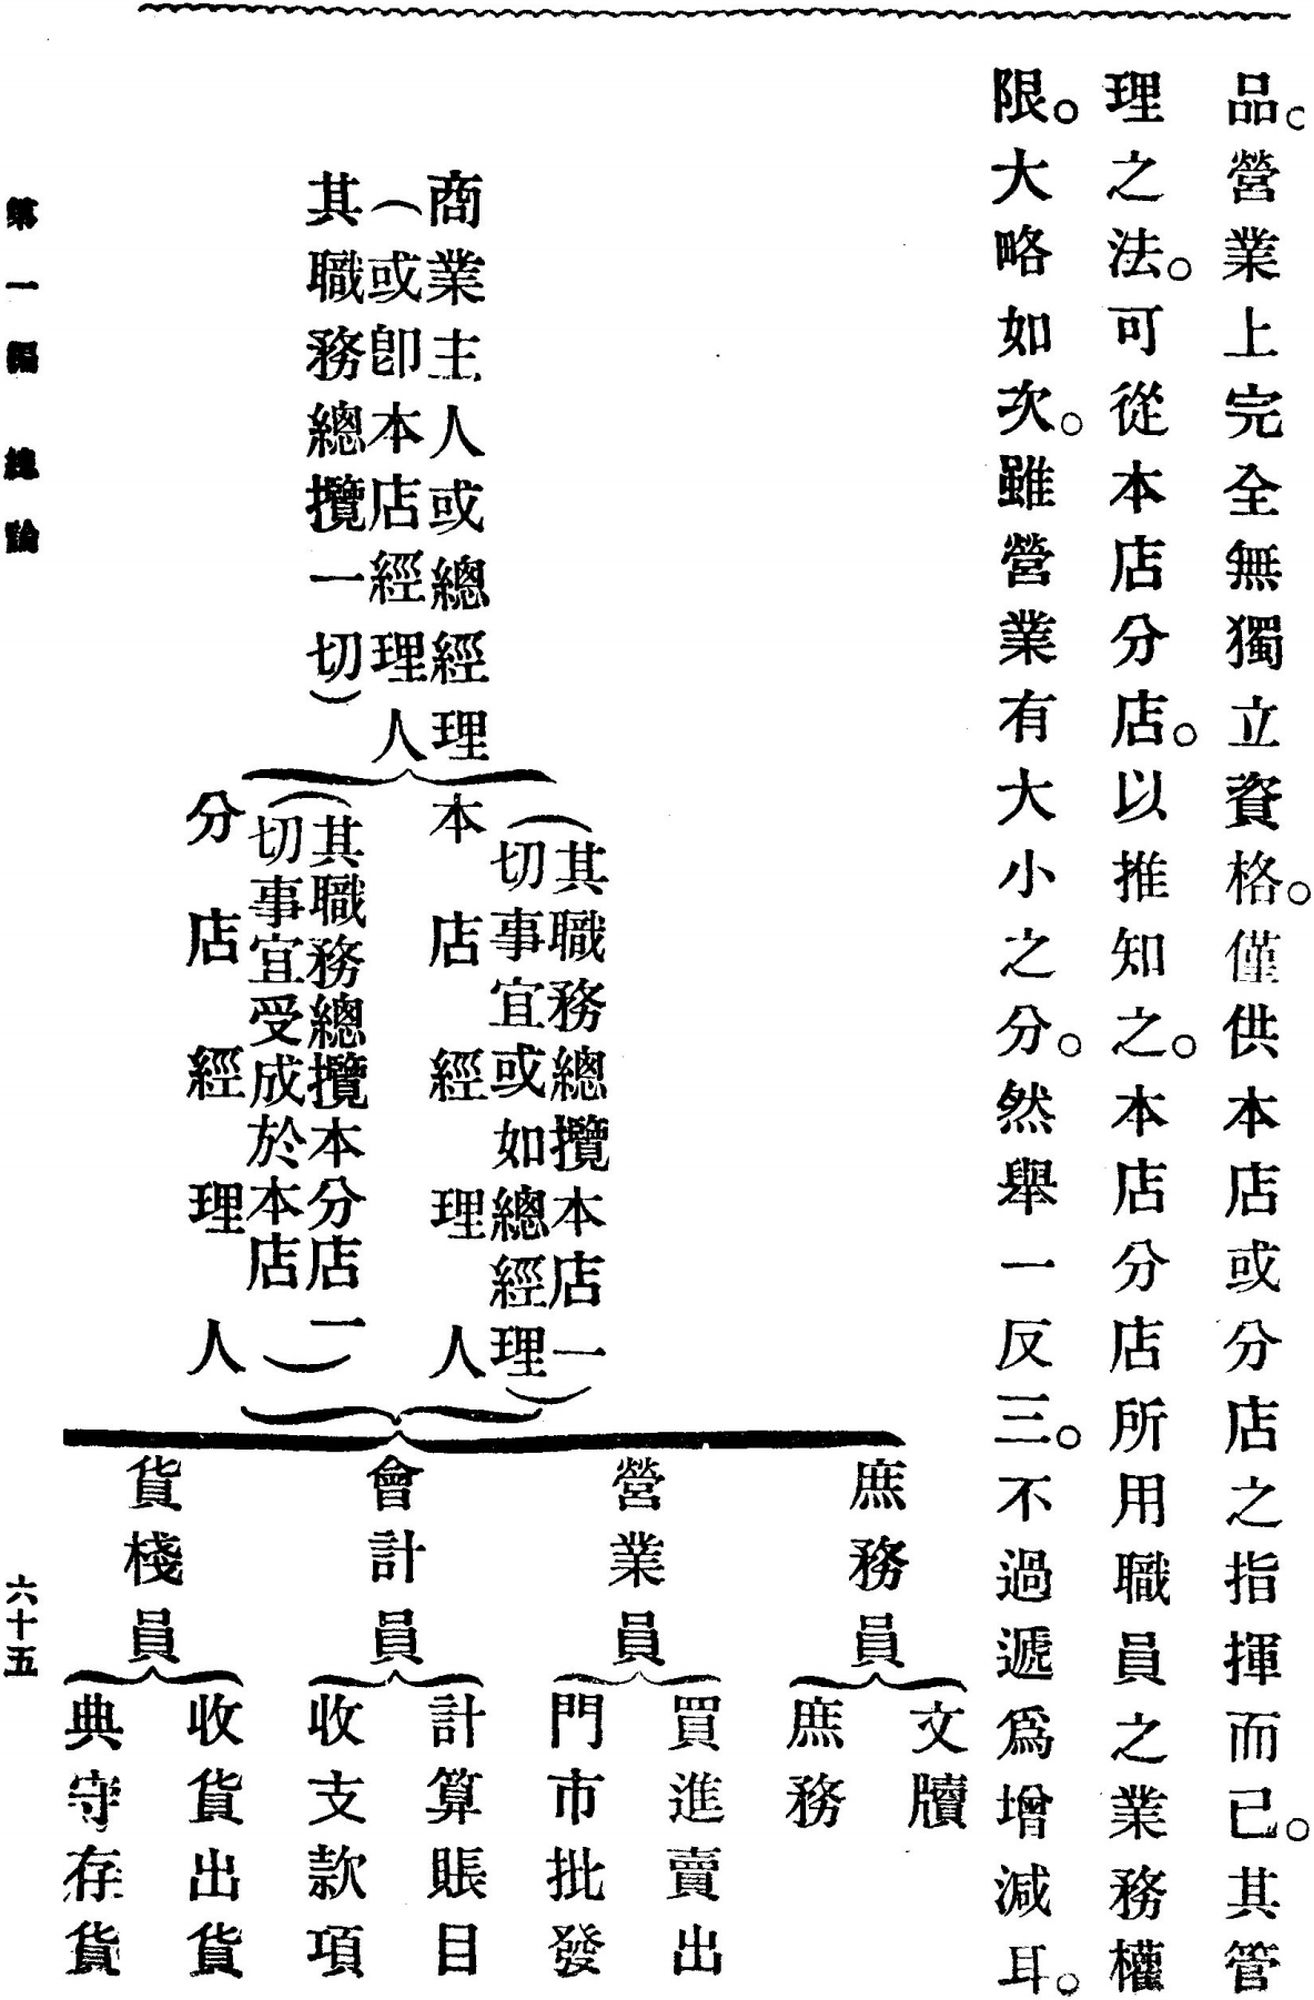 品。營業上完全無獨立資格。僅供本店或分店之指揮而已。其管
理之法。可從本店分店。以推知之。本店分店所用職員之業務權
限。大略如次。雖營業有大小之分。然舉一反三。不過遞爲增減耳。
商業主人或總經理
(或卽本店經理人
其職務總攬一切)
(其職務總攬本店一
切事宜或如總經理)
本店經理人
(其職務總攬本分店一
切事宜受成於本店)
分店經理人
庶務員
文牘
庶務
營業員
買進賣出
門市批發
會計員
計算賬目
收支款項
貨棧員
收貨出貨
典守存貨
第一編 總論
六十五